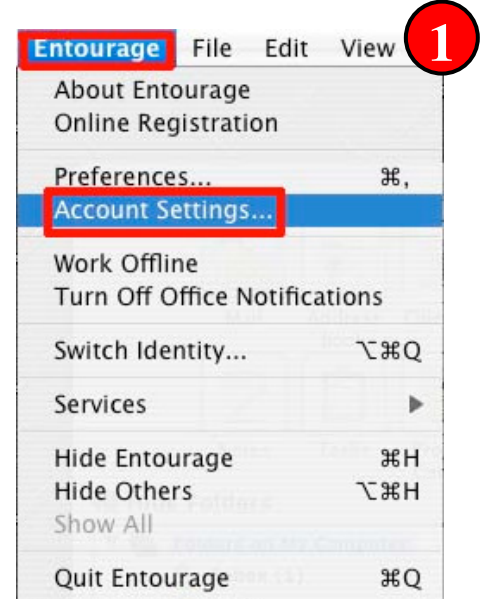 Entourage File Edit View 1
About Entourage
Online Registration
Preferences... ⌘,
Account Settings...
Work Offline
Turn Off Office Notifications
Switch Identity... ⌥⌘Q
Services ▶
Hide Entourage ⌘H
Hide Others ⌥⌘H
Show All
Quit Entourage ⌘Q